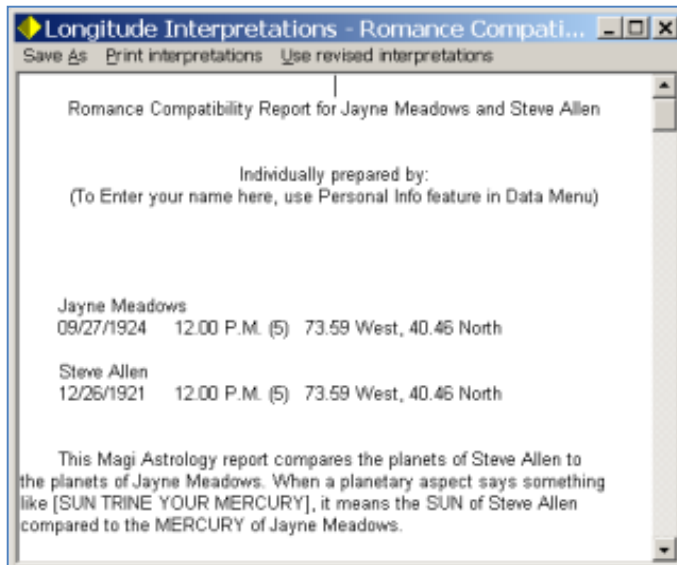 Longitude Interpretations - Romance Compati...
Save As Print interpretations Use revised interpretations
Romance Compatibility Report for Jayne Meadows and Steve Allen
Individually prepared by:
(To Enter your name here, use Personal Info feature in Data Menu)
Jayne Meadows
09/27/1924 12.00 P.M. (5) 73.59 West, 40.46 North
Steve Allen
12/26/1921 12.00 P.M. (5) 73.59 West, 40.46 North
This Magi Astrology report compares the planets of Steve Allen to
the planets of Jayne Meadows. When a planetary aspect says something
like [SUN TRINE YOUR MERCURY], it means the SUN of Steve Allen
compared to the MERCURY of Jayne Meadows.